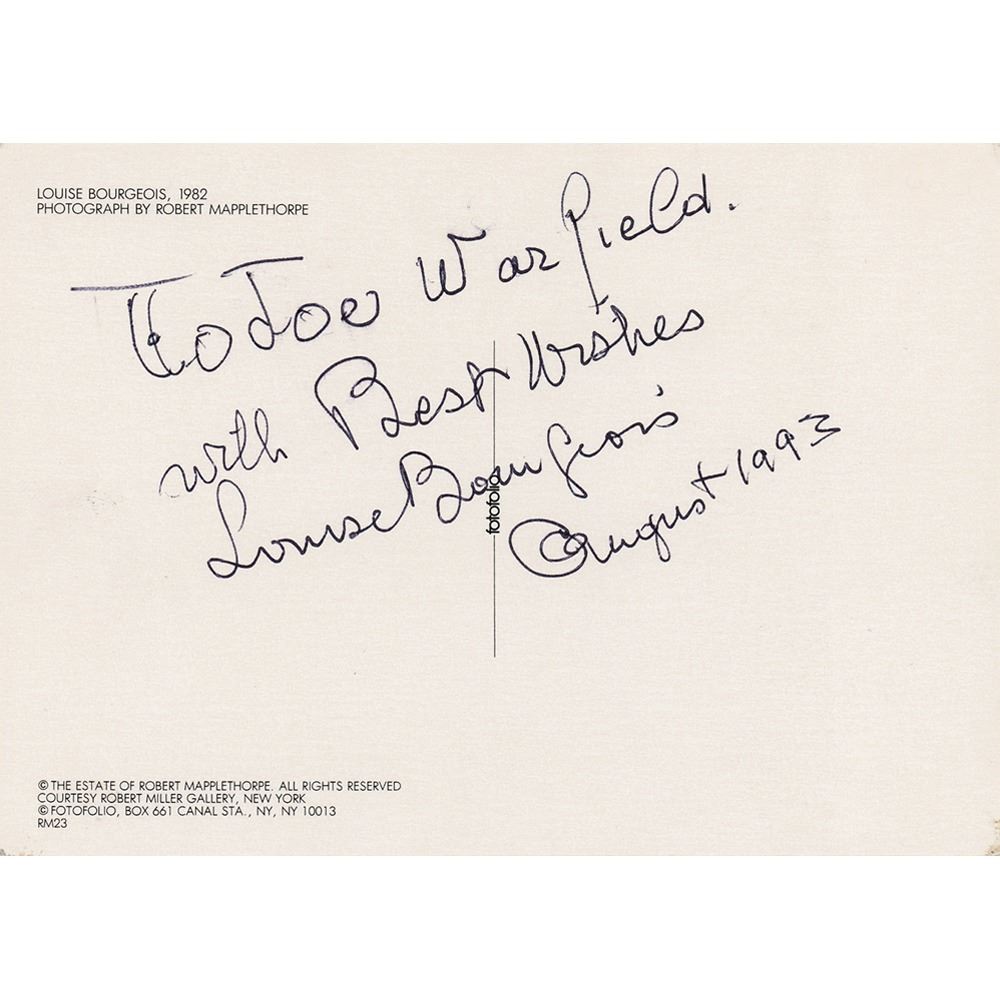 LOUISE BOURGEOIS, 1982
PHOTOGRAPH BY ROBERT MAPPLETHORPE
To Joe Warfield.
with Best Wishes
Louise Bourgeois
August 1993
fotofolio
© THE ESTATE OF ROBERT MAPPLETHORPE. ALL RIGHTS RESERVED
COURTESY ROBERT MILLER GALLERY, NEW YORK
© FOTOFOLIO, BOX 661 CANAL STA., NY, NY 10013
RM23